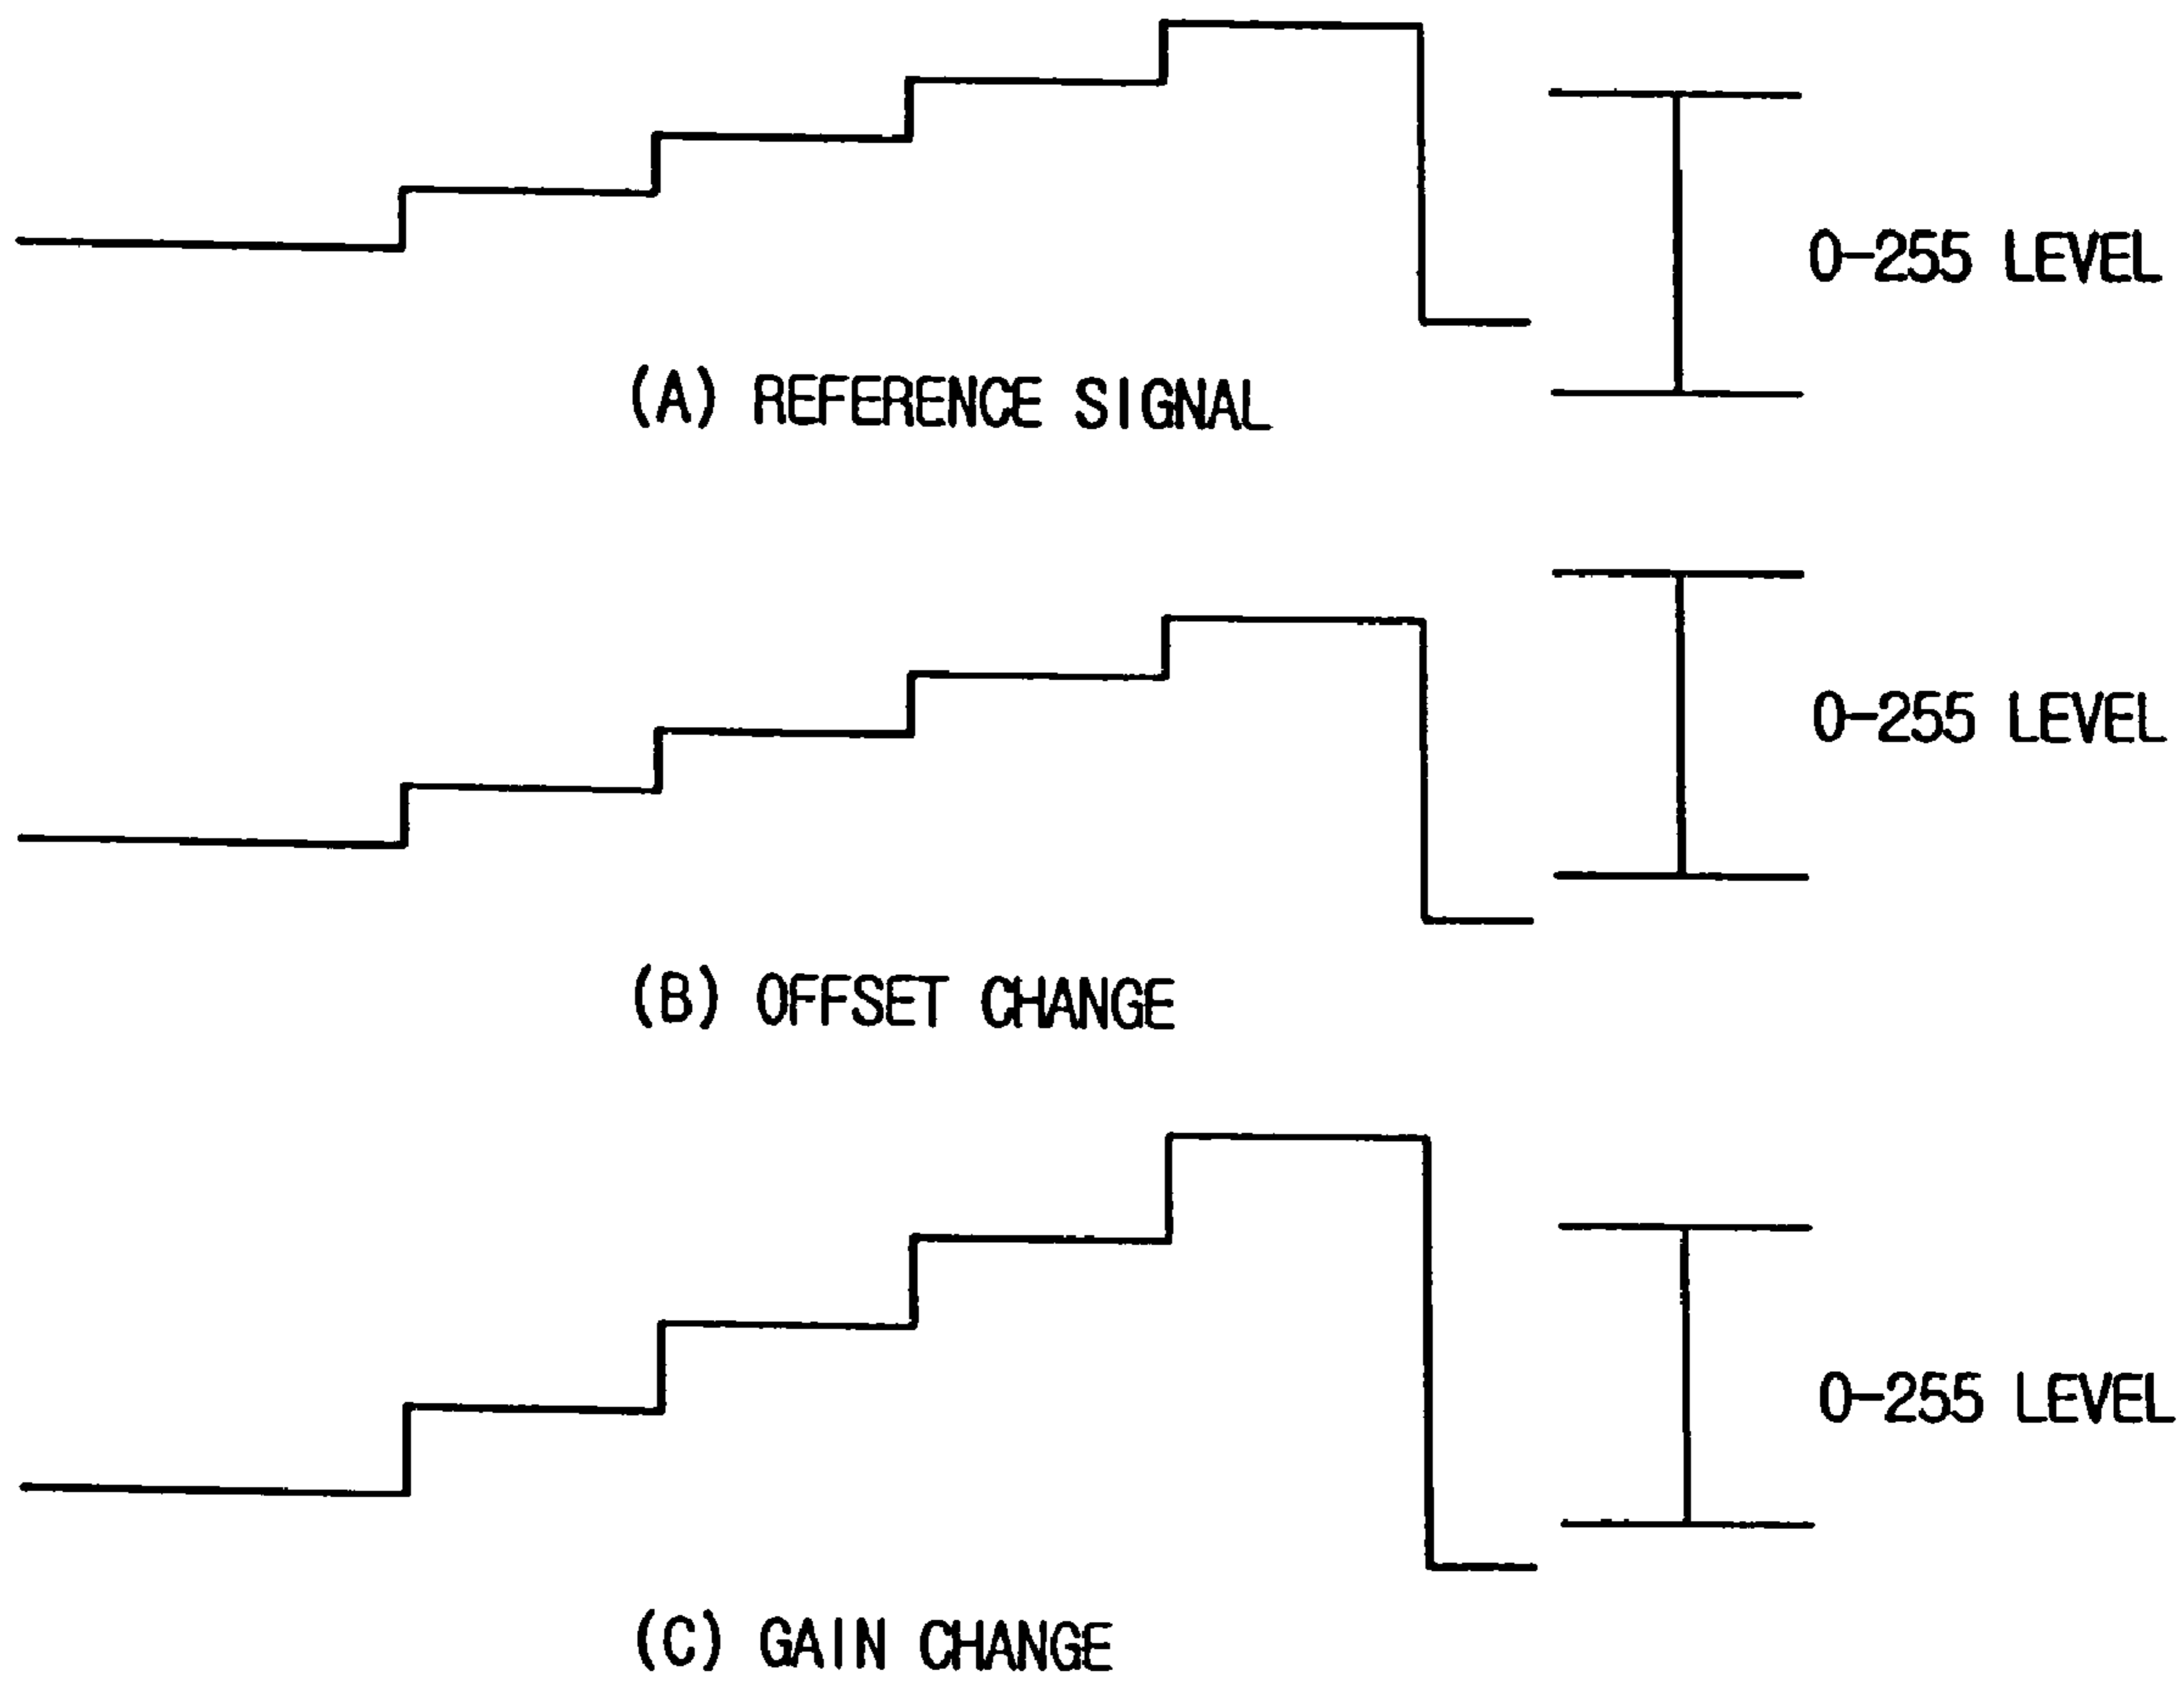 0-255 LEVEL
(A) REFERENCE SIGNAL
0-255 LEVEL
(B) OFFSET CHANGE
0-255 LEVEL
(C) GAIN CHANGE